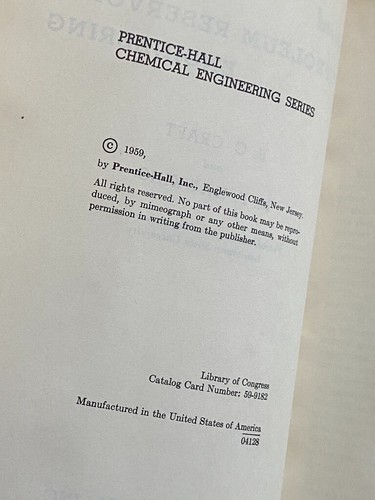 PRENTICE-HALL
CHEMICAL ENGINEERING SERIES
© 1959,
by Prentice-Hall, Inc., Englewood Cliffs, New Jersey.
All rights reserved. No part of this book may be repro-
duced, by mimeograph or any other means, without
permission in writing from the publisher.
Library of Congress
Catalog Card Number: 59-9182
Manufactured in the United States of America
04128